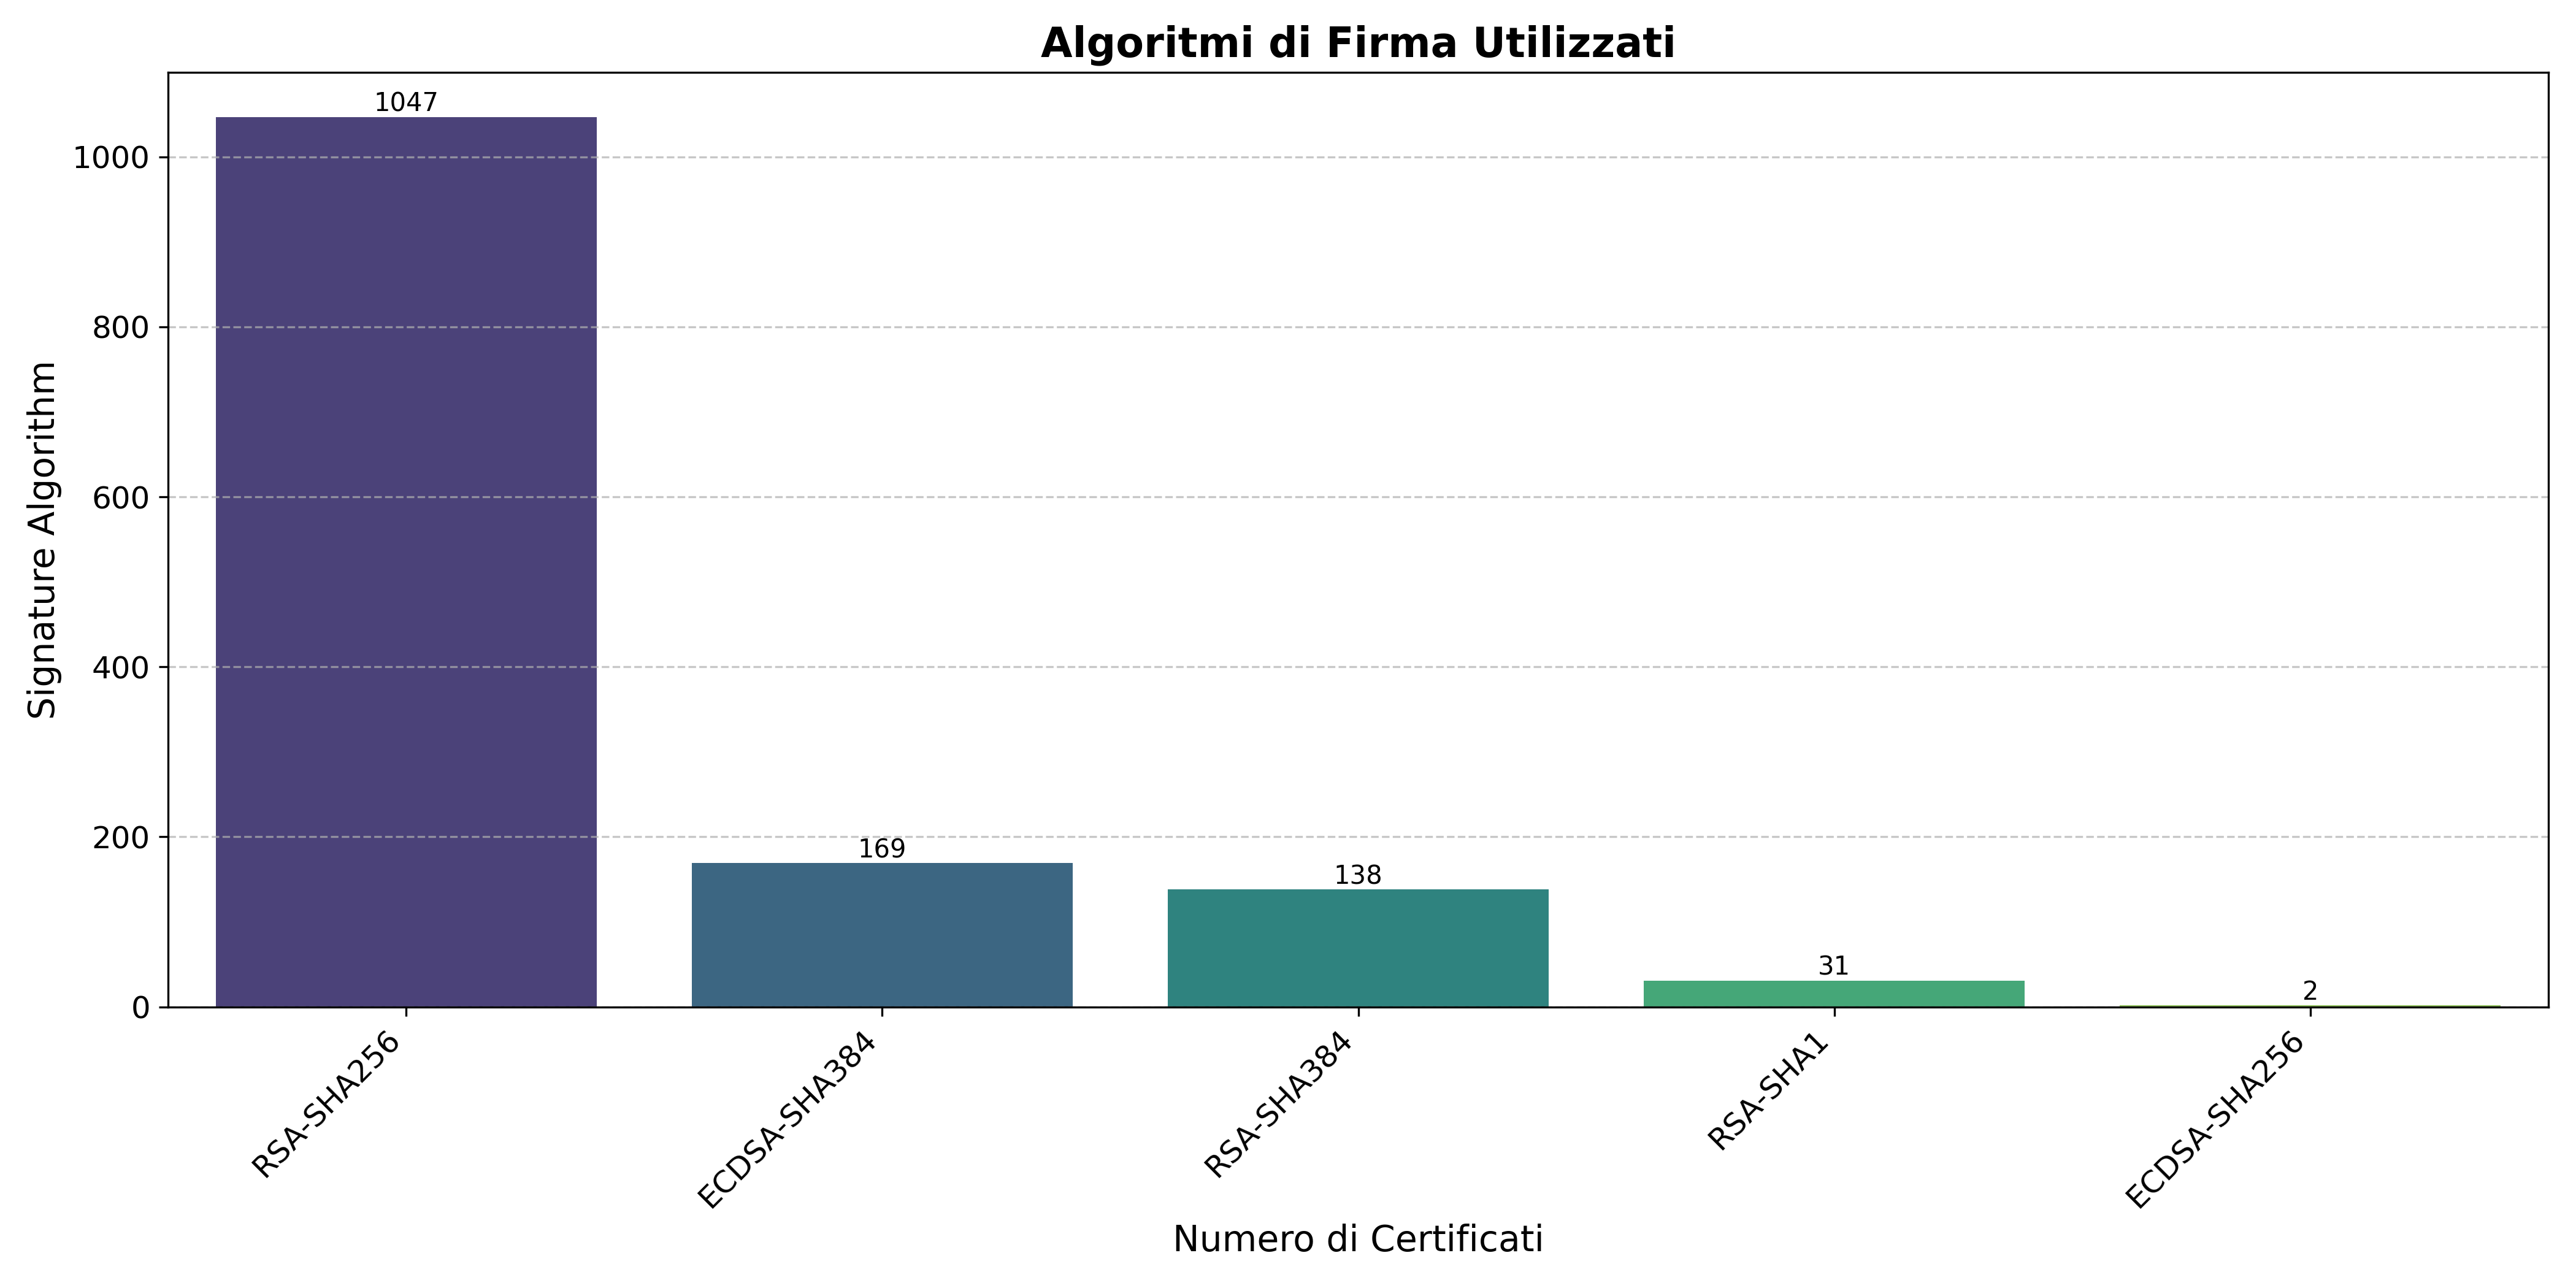 Algoritmi di Firma Utilizzati
Signature Algorithm
1000
800
600
400
200
0
1047
169
138
31
2
RSA-SHA256
ECDSA-SHA384
RSA-SHA384
RSA-SHA1
ECDSA-SHA256
Numero di Certificati